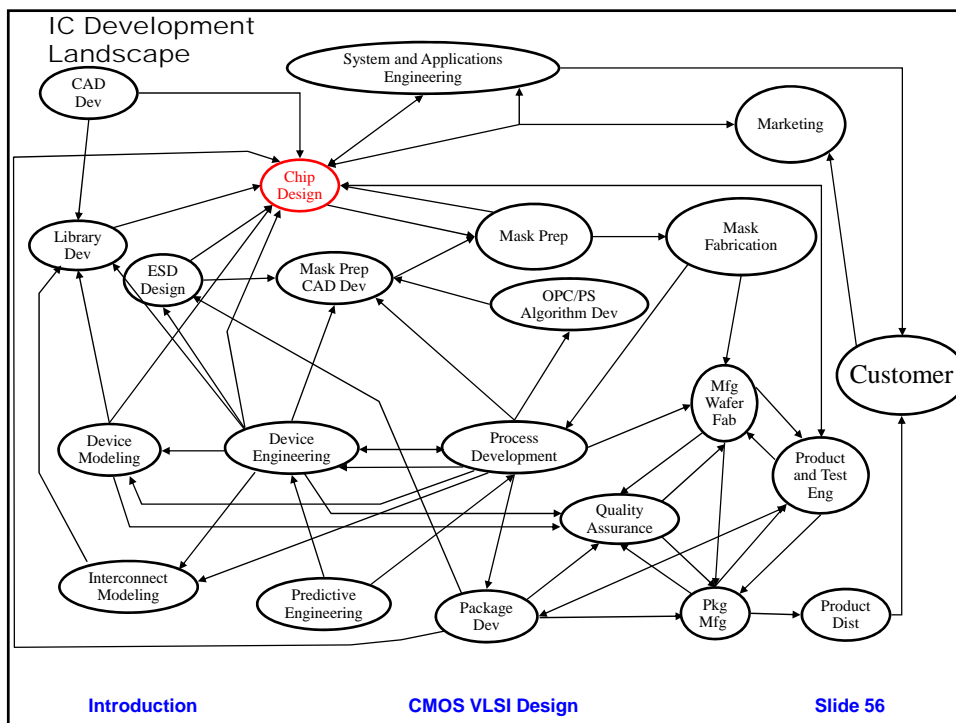 IC Development
Landscape
CAD
Dev
System and Applications
Engineering
Marketing
Chip
Design
Library
Dev
ESD
Design
Mask Prep
CAD Dev
Mask Prep
Mask
Fabrication
OPC/PS
Algorithm Dev
Customer
Mfg
Wafer
Fab
Device
Modeling
Device
Engineering
Process
Development
Product
and Test
Eng
Quality
Assurance
Interconnect
Modeling
Predictive
Engineering
Package
Dev
Pkg
Mfg
Product
Dist
Introduction
CMOS VLSI Design
Slide 56